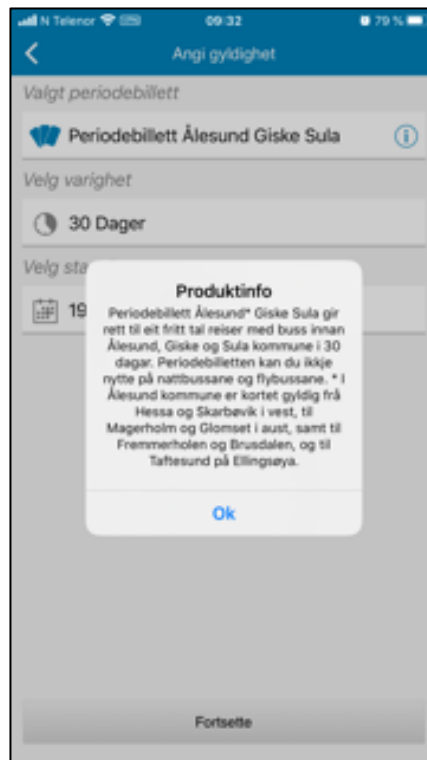 N Telenor 09:32 79 %
Angi gyldighet
Valgt periodebillett
Periodebillett Ålesund Giske Sula
Velg varighet
30 Dager
Velg sta
19
Produktinfo
Periodebillett Ålesund* Giske Sula gir
rett til eit fritt tal reiser med buss innan
Ålesund, Giske og Sula kommune i 30
dagar. Periodebilletten kan du ikkje
nytte på nattbussane og flybussane. * I
Ålesund kommune er kortet gyldig frå
Hessa og Skarbøvik i vest, til
Magerholm og Glomset i aust, samt til
Fremmerholen og Brusdalen, og til
Taftesund på Ellingsøya.
Ok
Fortsette